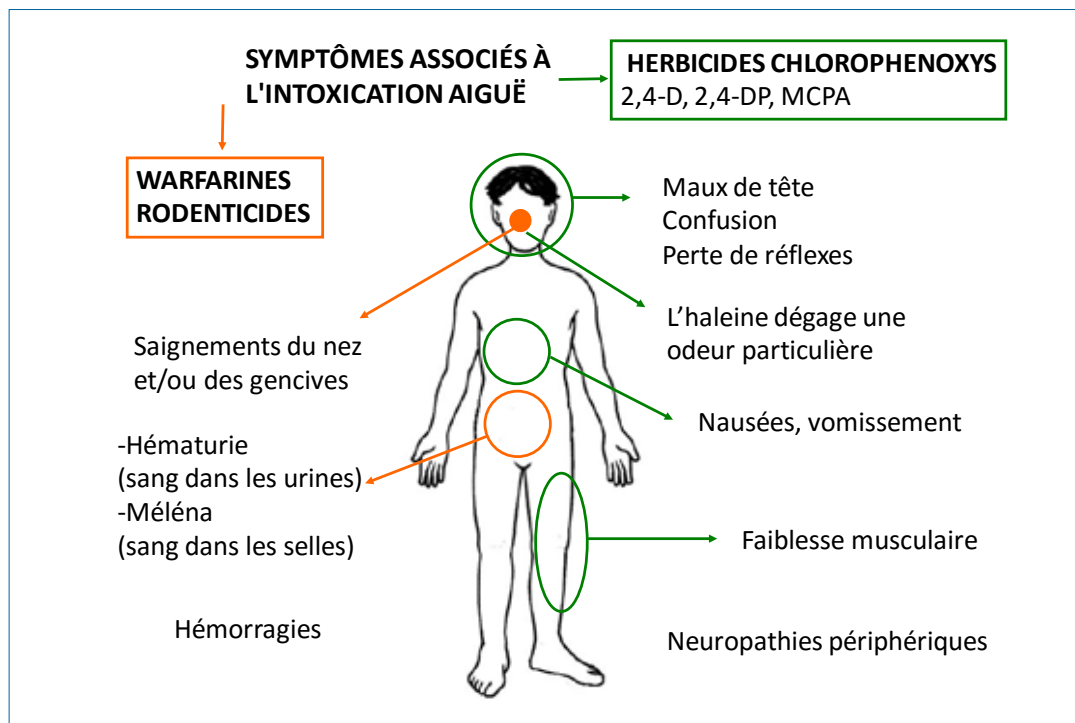 SYMPTÔMES ASSOCIÉS À
L'INTOXICATION AIGUË
HERBICIDES CHLOROPHENOXYS
2,4-D, 2,4-DP, MCPA
WARFARINES
RODENTICIDES
Maux de tête
Confusion
Perte de réflexes
L’haleine dégage une
odeur particulière
Saignements du nez
et/ou des gencives
Nausées, vomissement
-Hématurie
(sang dans les urines)
-Méléna
(sang dans les selles)
Faiblesse musculaire
Hémorragies
Neuropathies périphériques